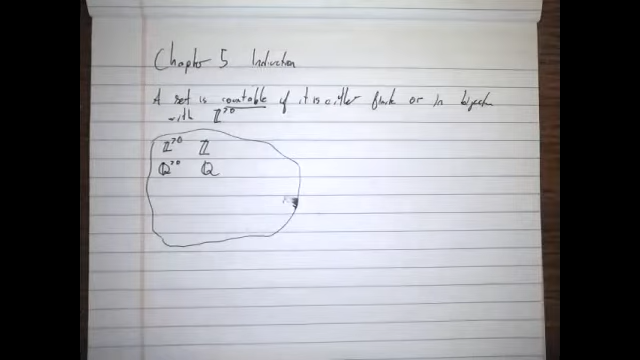 Chapter 5 Induction
A set is countable if it is either finite or in bijection
with ℤ^>0
ℤ^>0 ℤ
ℚ^>0 ℚ